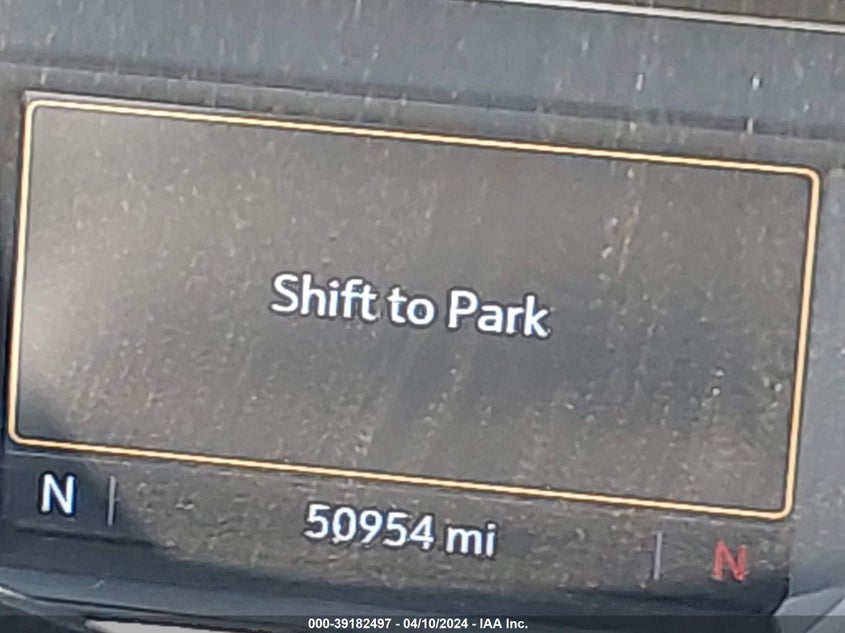 Shift to Park
N
50954 mi
N
000-39182497 - 04/10/2024 - IAA Inc.